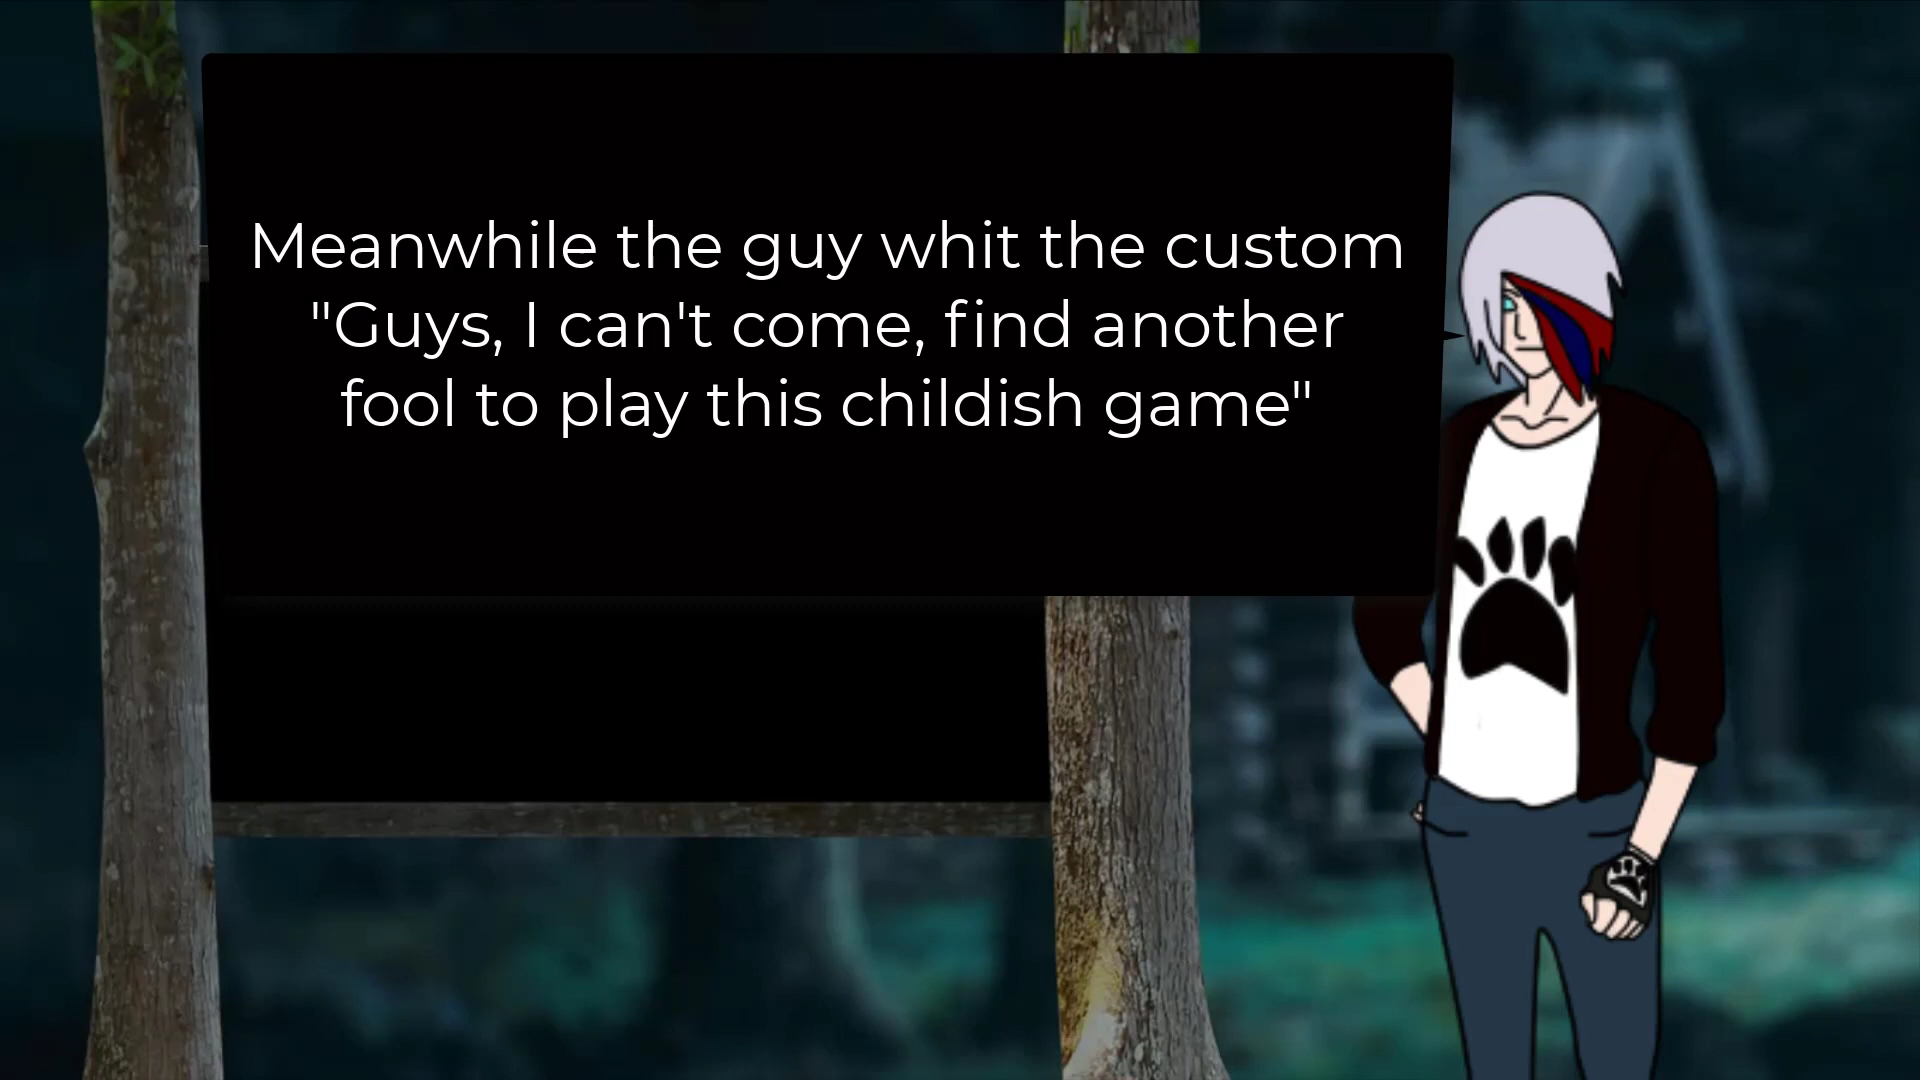 Meanwhile the guy whit the custom
"Guys, I can't come, find another
fool to play this childish game"